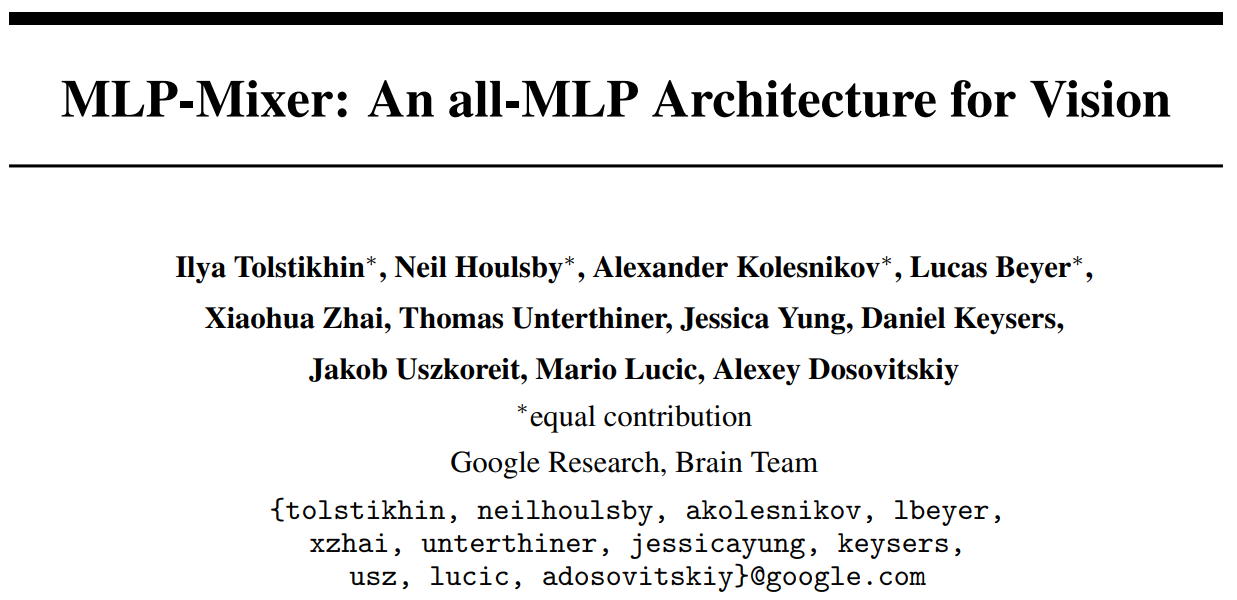 MLP-Mixer: An all-MLP Architecture for Vision
Ilya Tolstikhin*, Neil Houlsby*, Alexander Kolesnikov*, Lucas Beyer*,
Xiaohua Zhai, Thomas Unterthiner, Jessica Yung, Daniel Keysers,
Jakob Uszkoreit, Mario Lucic, Alexey Dosovitskiy
*equal contribution
Google Research, Brain Team
{tolstikhin, neilhoulsby, akolesnikov, lbeyer,
xzhai, unterthiner, jessicayung, keysers,
usz, lucic, adosovitskiy}@google.com